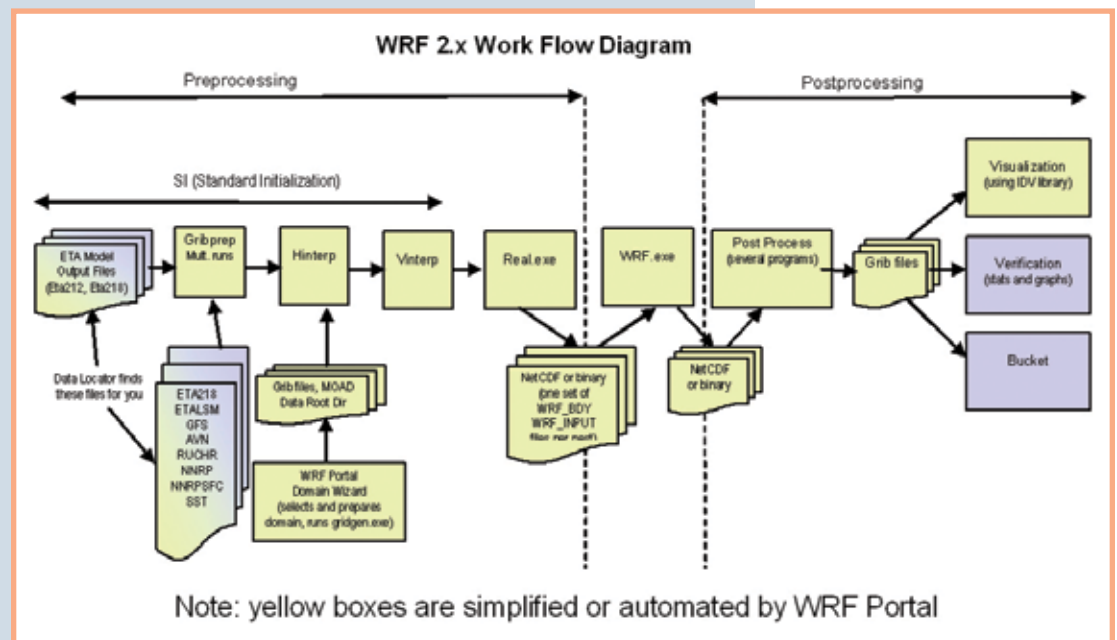 WRF 2.x Work Flow Diagram
Preprocessing
Postprocessing
SI (Standard Initialization)
ETA Model
Output Files
(Eta212, Eta218)
Gribprep
Mult. runs
Hinterp
Vinterp
Real.exe
WRF.exe
Post Process
(several programs)
Grib files
Visualization
(using IDV library)
Verification
(stats and graphs)
Bucket
Data Locator finds
these files for you
ETA218
ETALSM
GFS
AVN
RUCHR
NNRP
NNRPSFC
SST
Grib files, MOAD
Data Root Dir
WRF Portal
Domain Wizard
(selects and prepares
domain, runs gridgen.exe)
NetCDF or binary
(one set of
WRF_BDY
WRF_INPUT
files per nest)
NetCDF
or binary
Note: yellow boxes are simplified or automated by WRF Portal